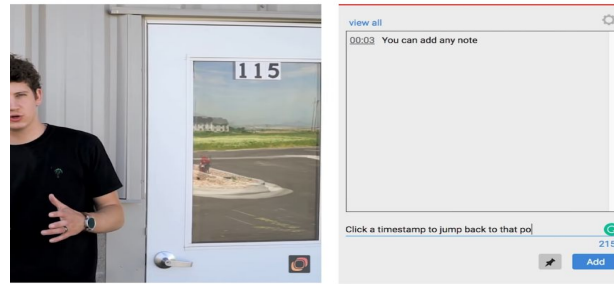 115
view all
00:03 You can add any note
Click a timestamp to jump back to that po
215
Add